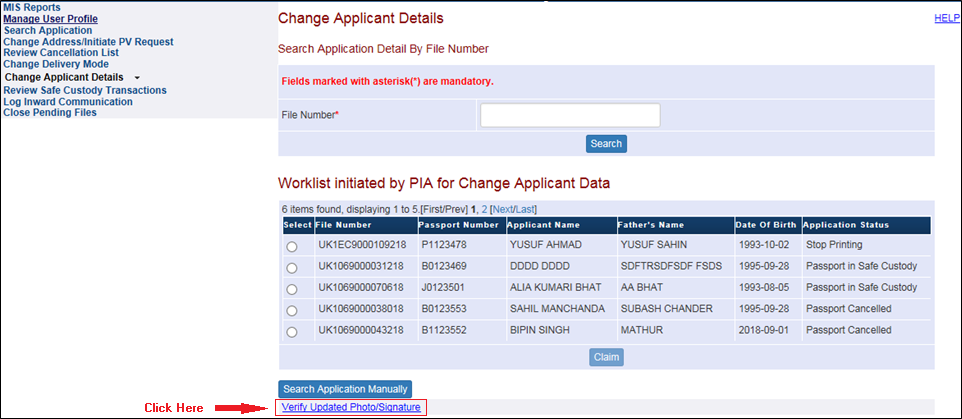 MIS Reports
Manage User Profile
Search Application
Change Address/Initiate PV Request
Review Cancellation List
Change Delivery Mode
Change Applicant Details
Review Safe Custody Transactions
Log Inward Communication
Close Pending Files
Change Applicant Details
HELP
Search Application Detail By File Number
Fields marked with asterisk(*) are mandatory.
File Number*
Search
Worklist initiated by PIA for Change Applicant Data
6 items found, displaying 1 to 5.[First/Prev] 1, 2 [Next/Last]
Select File Number Passport Number Applicant Name Father's Name Date Of Birth Application Status
UK1EC9000109218 P1123478 YUSUF AHMAD YUSUF SAHIN 1993-10-02 Stop Printing
UK1069000031218 B0123469 DDDD DDDD SDFTRSDFSDF FSDS 1995-09-28 Passport in Safe Custody
UK1069000070618 J0123501 ALIA KUMARI BHAT AA BHAT 1993-08-05 Passport in Safe Custody
UK1069000038018 B0123553 SAHIL MANCHANDA SUBASH CHANDER 1995-09-28 Passport Cancelled
UK1069000043218 B1123552 BIPIN SINGH MATHUR 2018-09-01 Passport Cancelled
Claim
Search Application Manually
Click Here Verify Updated Photo/Signature